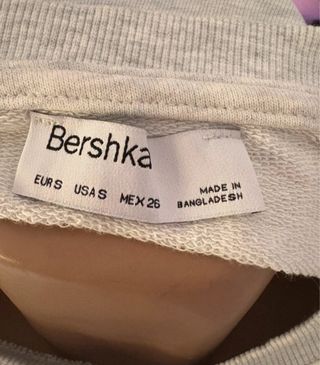 Bershka
EUR S USA S MEX 26
MADE IN
BANGLADESH